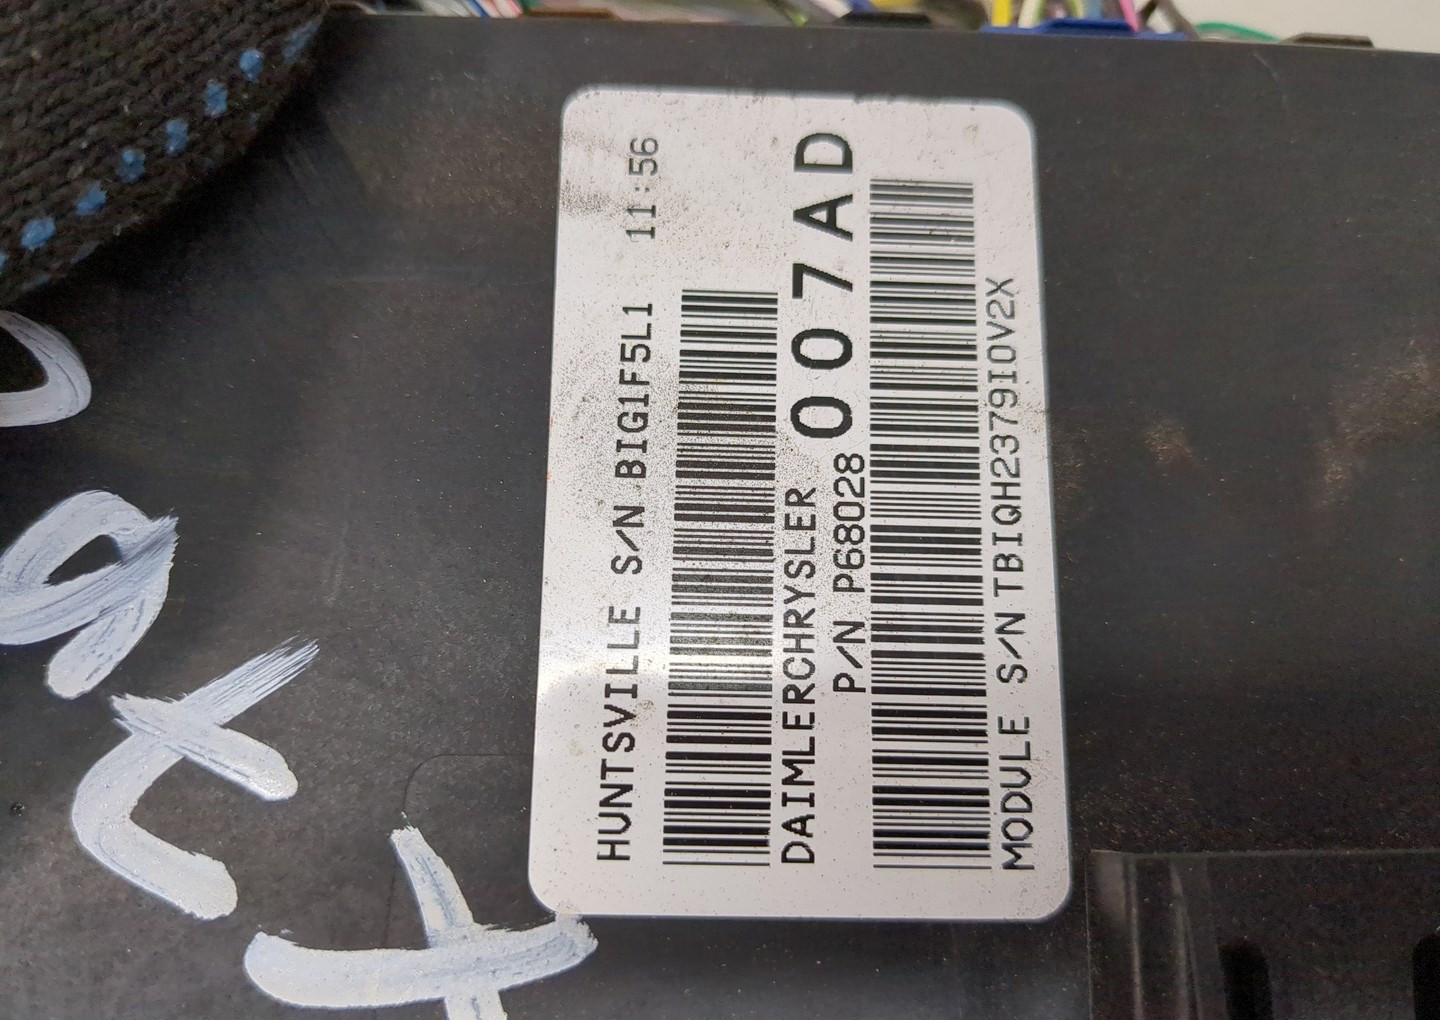 HUNTSVILLE S/N BIG1F5L1 11:56
DAIMLERCHRYSLER
P/N P68028 007AD
MODULE S/N TBIQH2379I0V2X